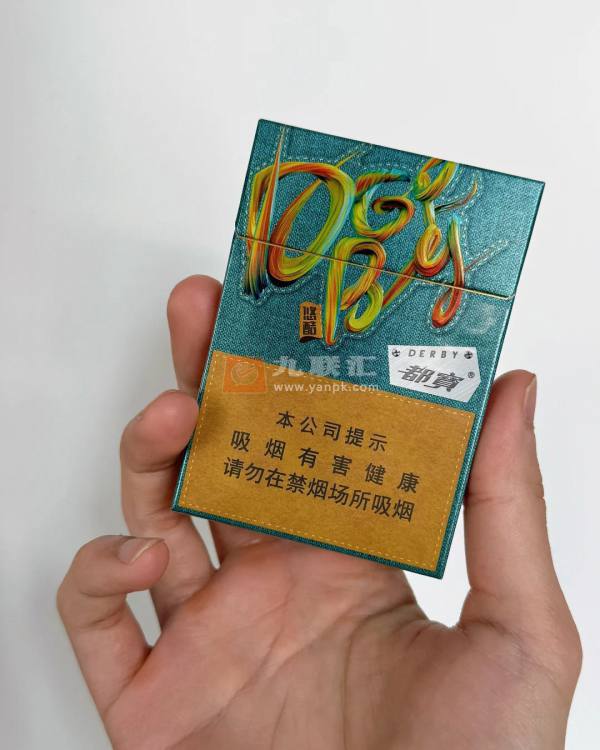 DERBY
悠酷
DERBY
都寶®
九联汇
www.yanpk.com
本公司提示
吸烟有害健康
请勿在禁烟场所吸烟